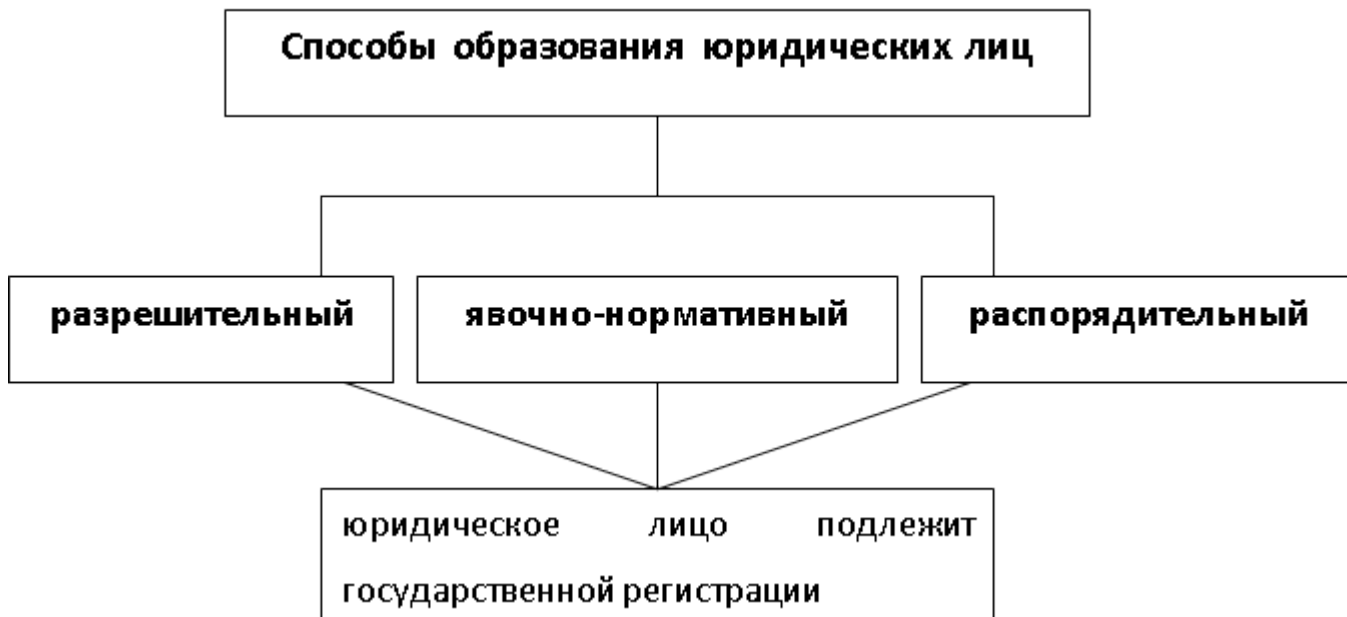 Способы образования юридических лиц
разрешительный
явочно-нормативный
распорядительный
юридическое лицо подлежит
государственной регистрации